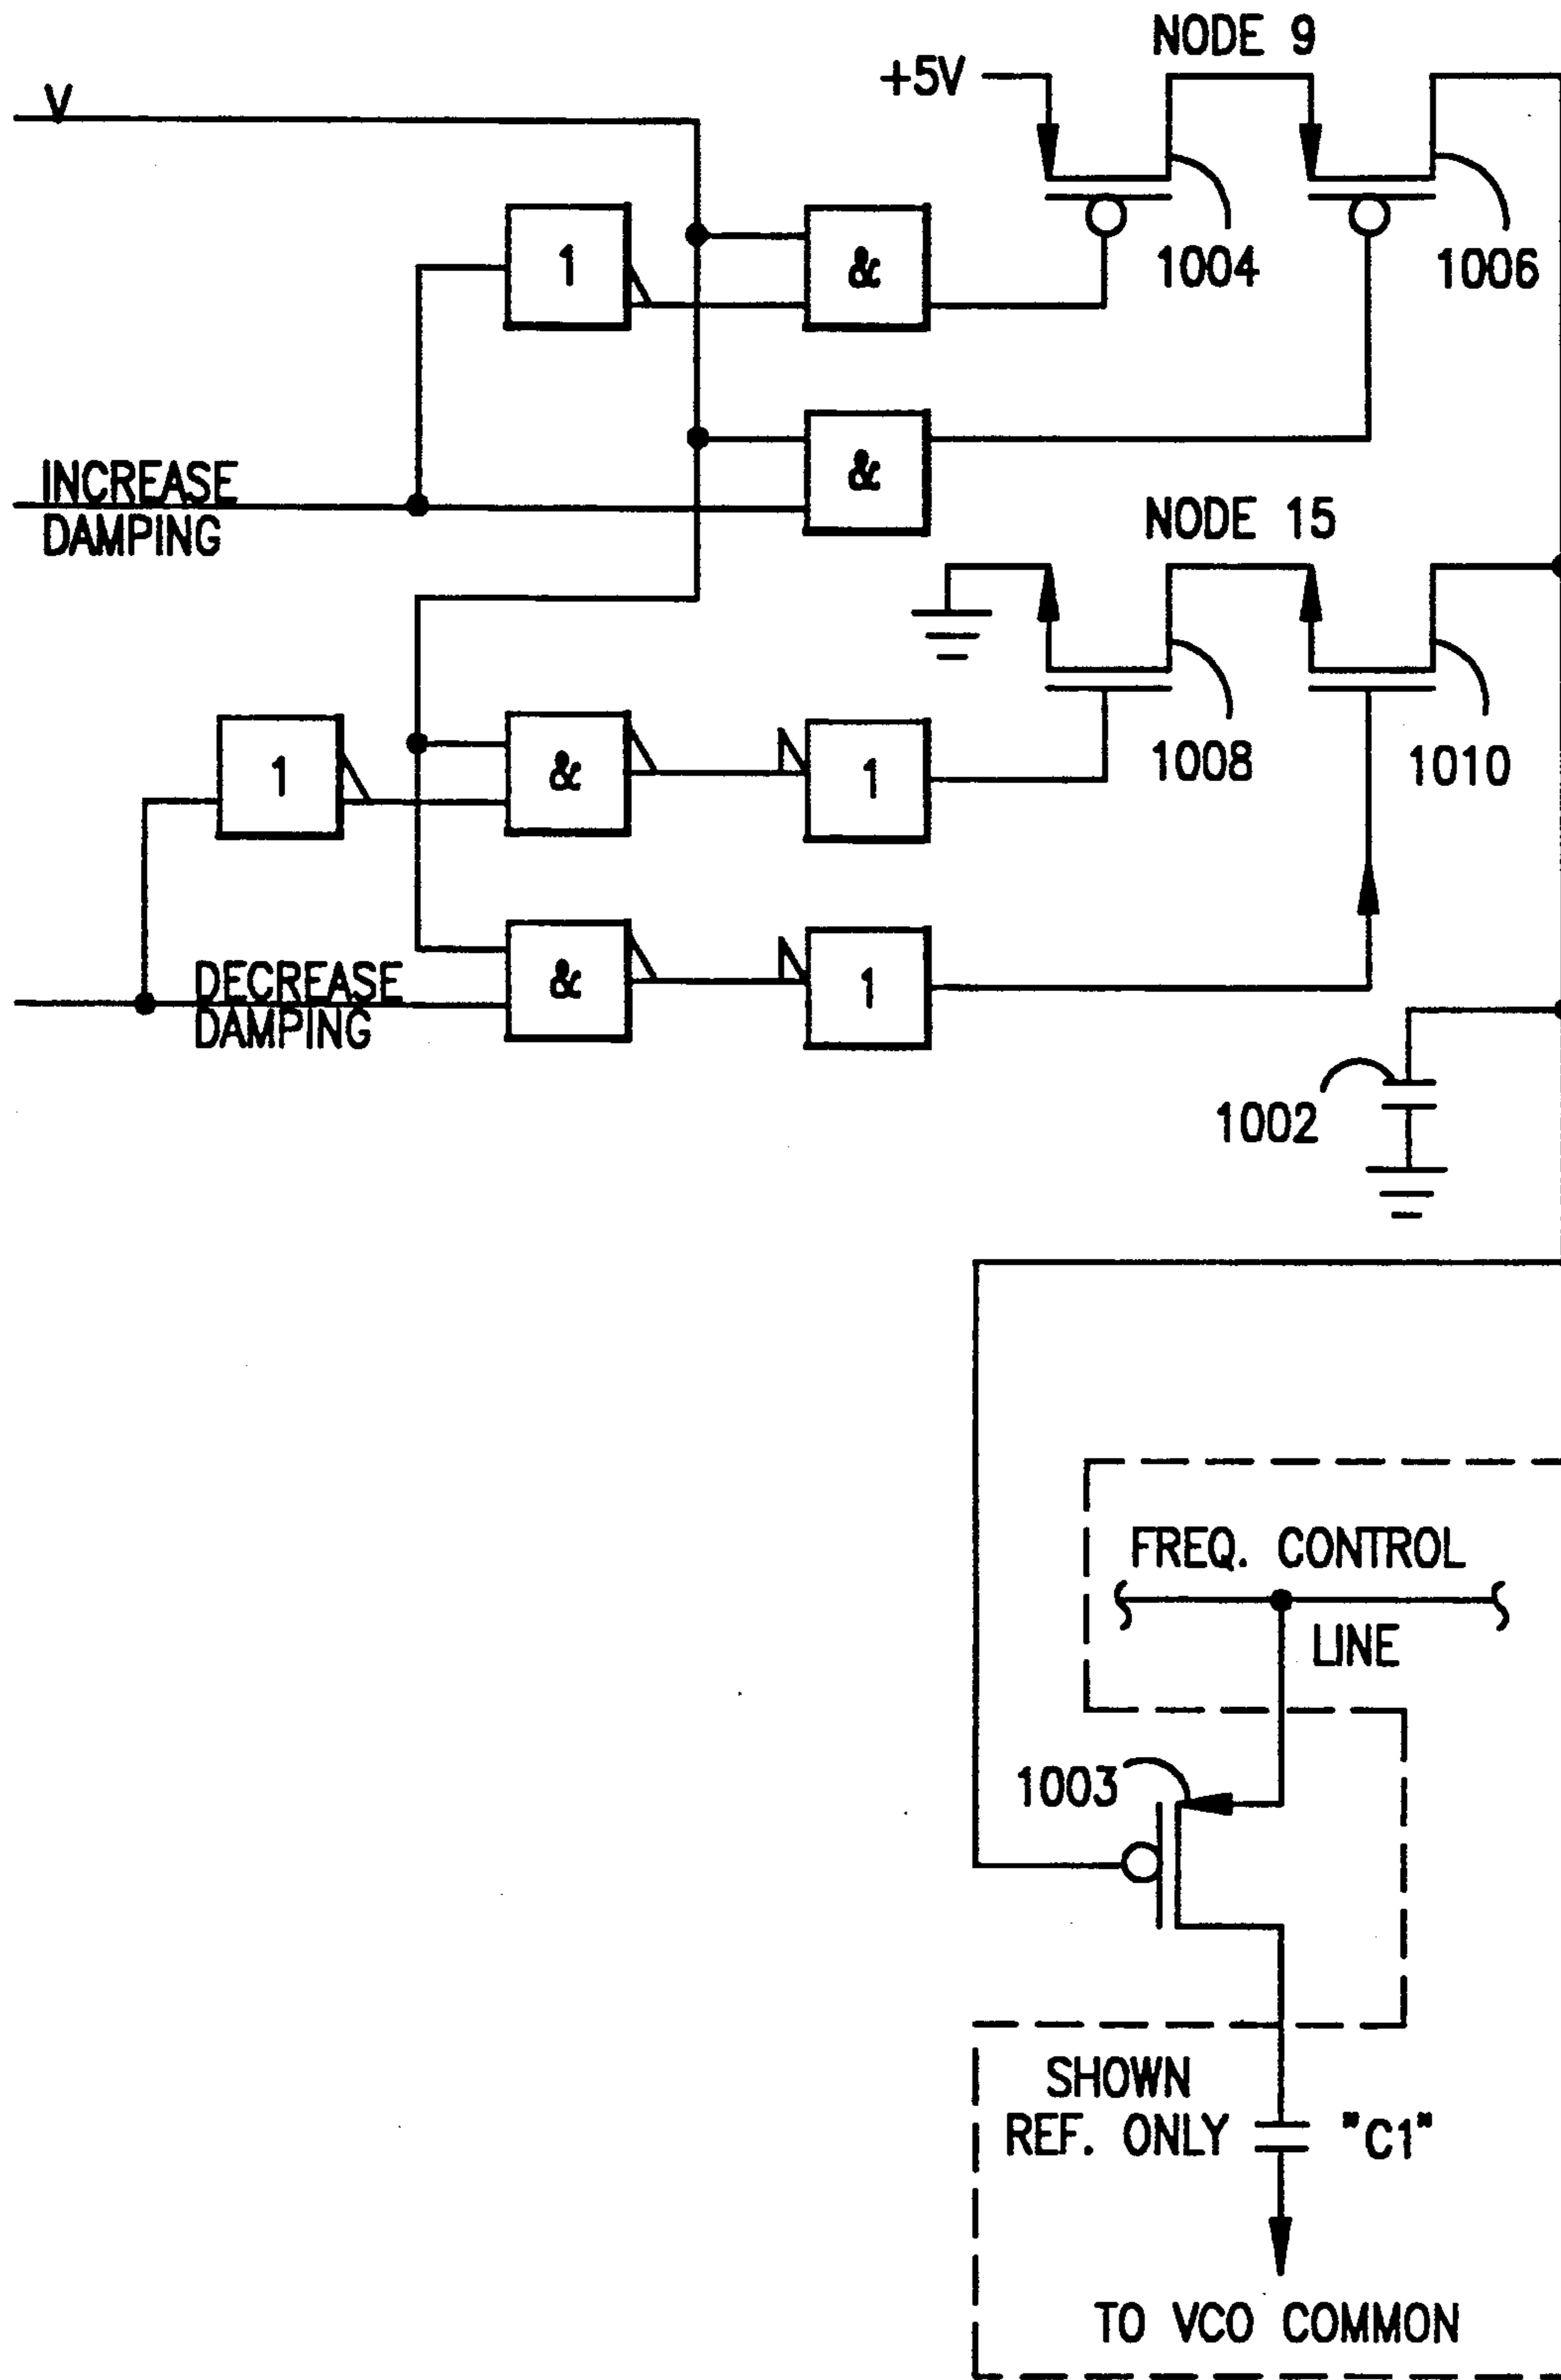 NODE 9
+5V
V
1
&
1004
1006
INCREASE
DAMPING
&
NODE 15
1
&
1
1008
1010
DECREASE
DAMPING
&
1
1002
FREQ. CONTROL
LINE
1003
SHOWN
REF. ONLY
"C1"
TO VCO COMMON